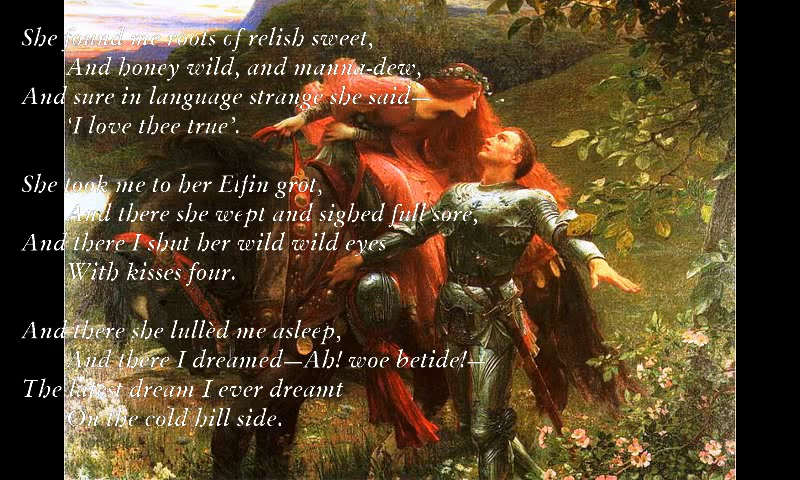 She found me roots of relish sweet,
And honey wild, and manna-dew,
And sure in language strange she said—
‘I love thee true’.
She took me to her Elfin grot,
And there she wept and sighed full sore,
And there I shut her wild wild eyes
With kisses four.
And there she lullèd me asleep,
And there I dreamed—Ah! woe betide!—
The latest dream I ever dreamt
On the cold hill side.